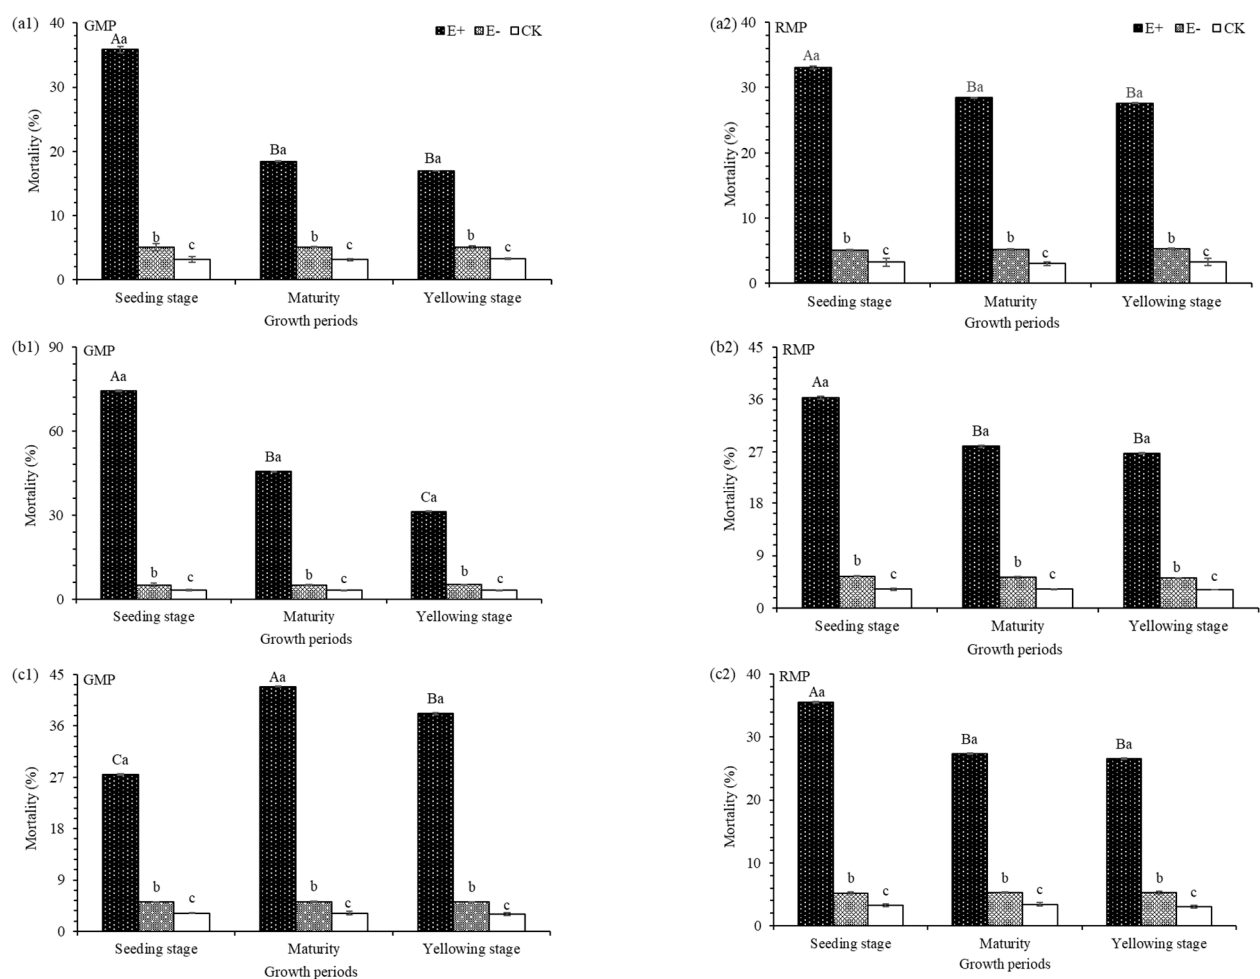 (a1)
GMP
E+ E- CK
Mortality (%)
40
30
20
10
0
Aa
b
c
Ba
b
c
Ba
b
c
Seeding stage Maturity Yellowing stage
Growth periods
(a2)
RMP
E+ E- CK
Mortality (%)
40
30
20
10
0
Aa
b
c
Ba
b
c
Ba
b
c
Seeding stage Maturity Yellowing stage
Growth periods
(b1)
GMP
Mortality (%)
90
60
30
0
Aa
b
c
Ba
b
c
Ca
b
c
Seeding stage Maturity Yellowing stage
Growth periods
(b2)
RMP
Mortality (%)
45
36
27
18
9
0
Aa
b
c
Ba
b
c
Ba
b
c
Seeding stage Maturity Yellowing stage
Growth periods
(c1)
GMP
Mortality (%)
45
36
27
18
9
0
Ca
b
c
Aa
b
c
Ba
b
c
Seeding stage Maturity Yellowing stage
Growth periods
(c2)
RMP
Mortality (%)
40
30
20
10
0
Aa
b
c
Ba
b
c
Ba
b
c
Seeding stage Maturity Yellowing stage
Growth periods